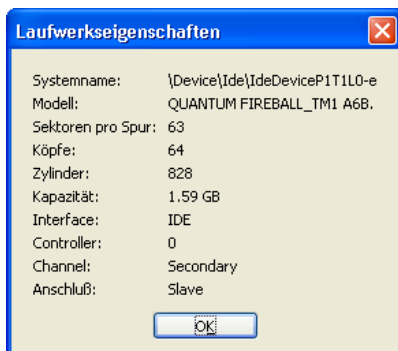 Laufwerkseigenschaften
Systemname: \Device\Ide\IdeDeviceP1T1L0-e
Modell: QUANTUM FIREBALL_TM1 A6B.
Sektoren pro Spur: 63
Köpfe: 64
Zylinder: 828
Kapazität: 1.59 GB
Interface: IDE
Controller: 0
Channel: Secondary
Anschluß: Slave
OK